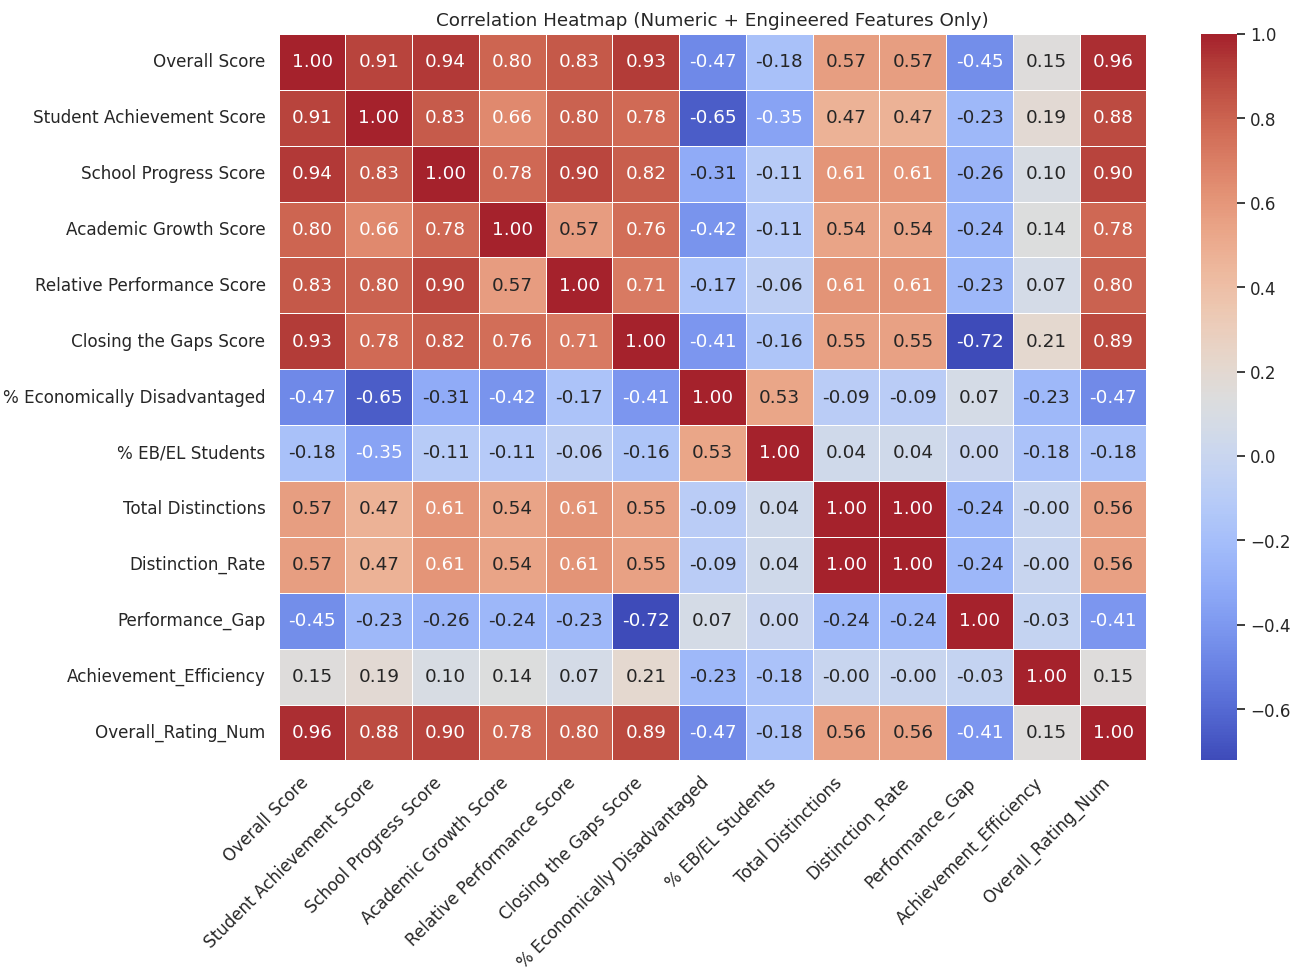 Correlation Heatmap (Numeric + Engineered Features Only)
Overall Score 1.00 0.91 0.94 0.80 0.83 0.93 -0.47 -0.18 0.57 0.57 -0.45 0.15 0.96
Student Achievement Score 0.91 1.00 0.83 0.66 0.80 0.78 -0.65 -0.35 0.47 0.47 -0.23 0.19 0.88
School Progress Score 0.94 0.83 1.00 0.78 0.90 0.82 -0.31 -0.11 0.61 0.61 -0.26 0.10 0.90
Academic Growth Score 0.80 0.66 0.78 1.00 0.57 0.76 -0.42 -0.11 0.54 0.54 -0.24 0.14 0.78
Relative Performance Score 0.83 0.80 0.90 0.57 1.00 0.71 -0.17 -0.06 0.61 0.61 -0.23 0.07 0.80
Closing the Gaps Score 0.93 0.78 0.82 0.76 0.71 1.00 -0.41 -0.16 0.55 0.55 -0.72 0.21 0.89
% Economically Disadvantaged -0.47 -0.65 -0.31 -0.42 -0.17 -0.41 1.00 0.53 -0.09 -0.09 0.07 -0.23 -0.47
% EB/EL Students -0.18 -0.35 -0.11 -0.11 -0.06 -0.16 0.53 1.00 0.04 0.04 0.00 -0.18 -0.18
Total Distinctions 0.57 0.47 0.61 0.54 0.61 0.55 -0.09 0.04 1.00 1.00 -0.24 -0.00 0.56
Distinction_Rate 0.57 0.47 0.61 0.54 0.61 0.55 -0.09 0.04 1.00 1.00 -0.24 -0.00 0.56
Performance_Gap -0.45 -0.23 -0.26 -0.24 -0.23 -0.72 0.07 0.00 -0.24 -0.24 1.00 -0.03 -0.41
Achievement_Efficiency 0.15 0.19 0.10 0.14 0.07 0.21 -0.23 -0.18 -0.00 -0.00 -0.03 1.00 0.15
Overall_Rating_Num 0.96 0.88 0.90 0.78 0.80 0.89 -0.47 -0.18 0.56 0.56 -0.41 0.15 1.00
Overall Score
Student Achievement Score
School Progress Score
Academic Growth Score
Relative Performance Score
Closing the Gaps Score
% Economically Disadvantaged
% EB/EL Students
Total Distinctions
Distinction_Rate
Performance_Gap
Achievement_Efficiency
Overall_Rating_Num
1.0
0.8
0.6
0.4
0.2
0.0
−0.2
−0.4
−0.6